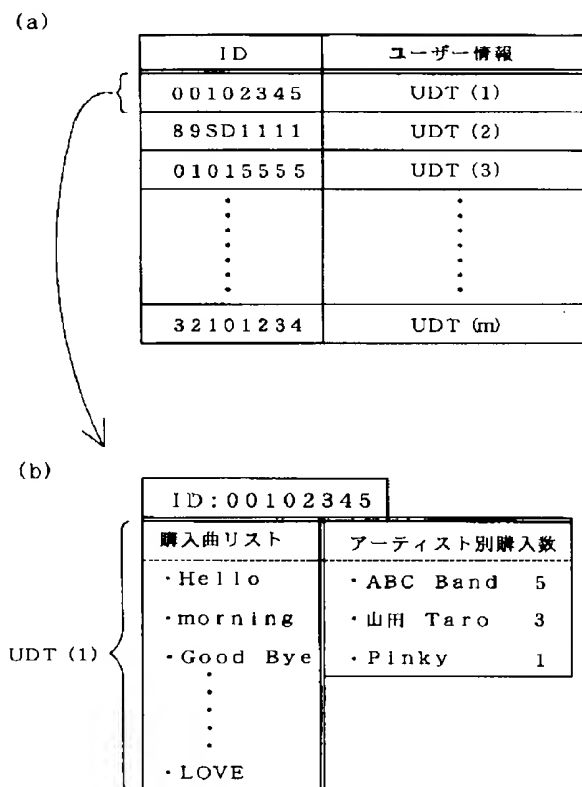 (a)
ID ユーザー情報
00102345 UDT (1)
89SD1111 UDT (2)
01015555 UDT (3)
32101234 UDT (m)
(b)
ID:00102345
購入曲リスト アーティスト別購入数
・Hello ・ABC Band 5
・morning ・山田 Taro 3
UDT (1) ・Good Bye ・Pinky 1
・LOVE